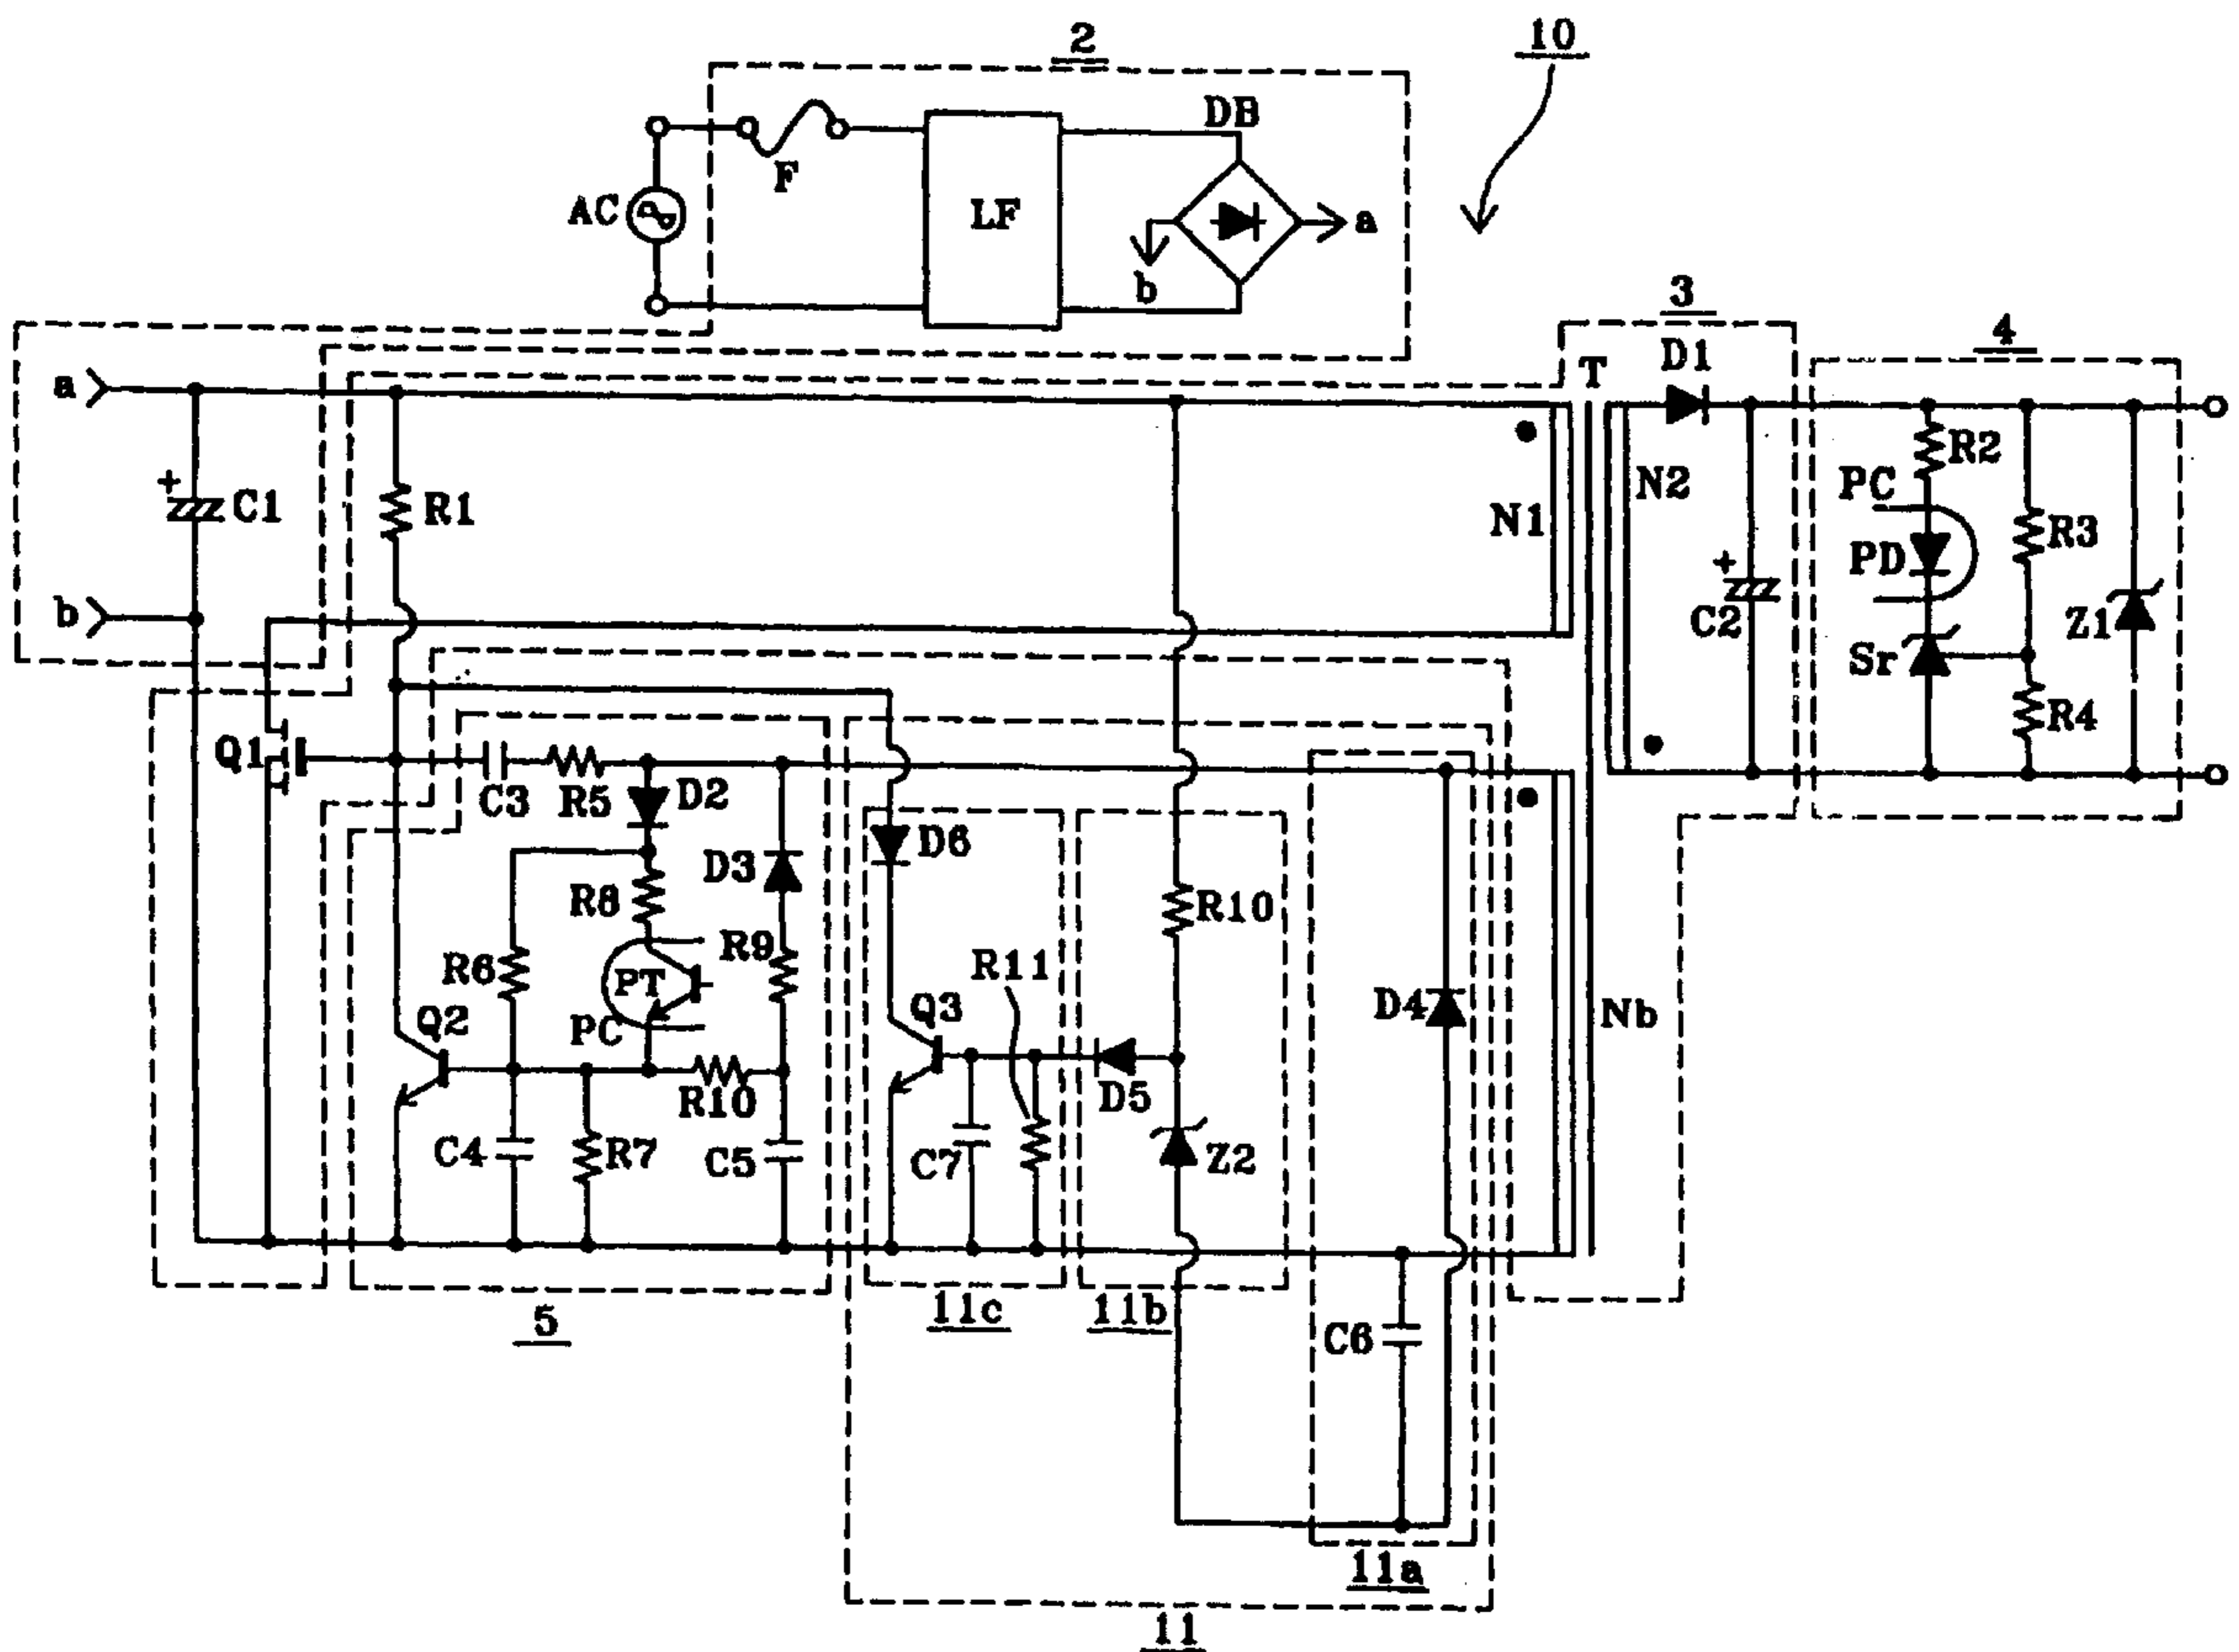 2
10
DB
F
AC
LF
a
b
3
4
T
D1
a
R2
N2
PC
C1
R1
N1
R3
PD
b
C2
Z1
Sr
R4
Q1
C3
R5
D2
D6
D3
R8
R10
R9
R6
R11
PT
D4
Nb
Q3
Q2
PC
D5
R10
C4
R7
C5
C7
Z2
11c
11b
5
C6
11a
11